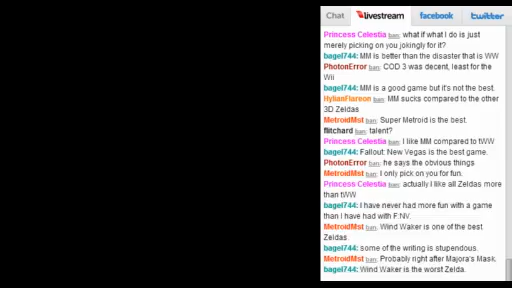 Chat livestream facebook twitter
Princess Celestia ban: what if what I do is just
merely picking on you jokingly for it?
bagel744: MM is better than the disaster that is WW
PhotonError ban: COD 3 was decent, least for the
Wii
bagel744: MM is a good game but it's not the best.
HylianFlareon ban: MM sucks compared to the other
3D Zeldas
MetroidMst ban: Super Metroid is the best.
flitchard ban: talent?
Princess Celestia ban: I like MM compared to tWW
bagel744: Fallout: New Vegas is the best game.
PhotonError ban: he says the obvious things
MetroidMst ban: I only pick on you for fun.
Princess Celestia ban: actually I like all Zeldas more
than tWW
bagel744: I have never had more fun with a game
than I have had with F:NV.
MetroidMst ban: Wind Waker is one of the best
Zeldas
bagel744: some of the writing is stupendous.
MetroidMst ban: Probably right after Majora's Mask.
bagel744: Wind Waker is the worst Zelda.